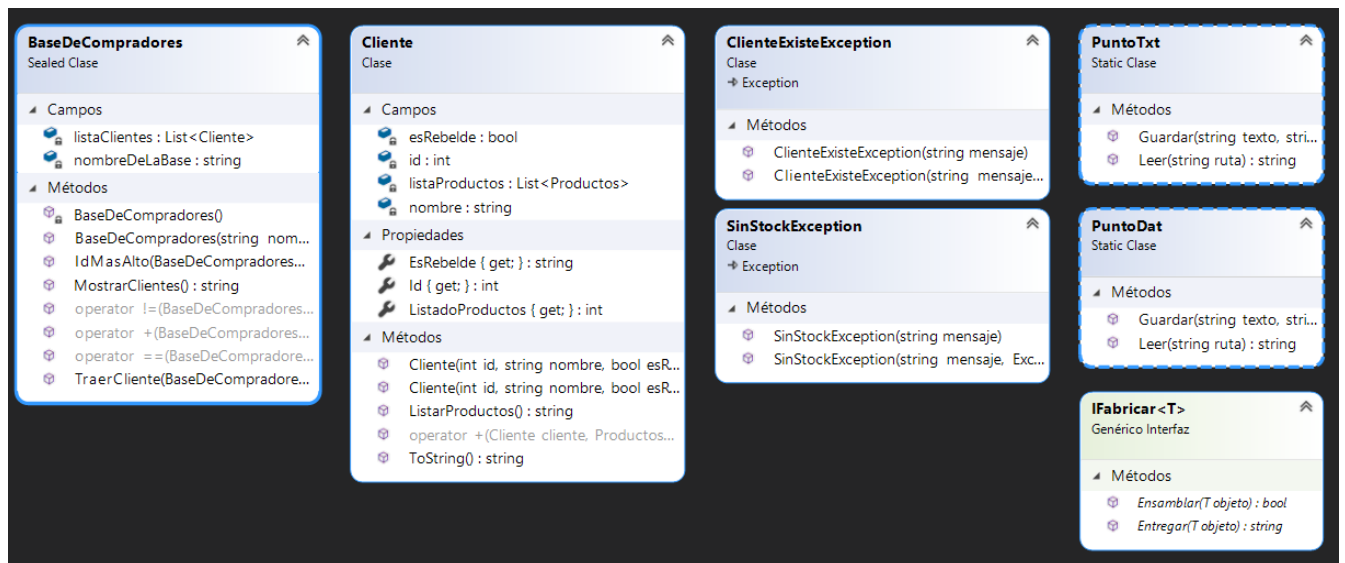 BaseDeCompradores
Sealed Clase
Campos
listaClientes : List<Cliente>
nombreDeLaBase : string
Métodos
BaseDeCompradores()
BaseDeCompradores(string nom...
IdMasAlto(BaseDeCompradores...
MostrarClientes() : string
operator !=(BaseDeCompradores...
operator +(BaseDeCompradores...
operator ==(BaseDeCompradore...
TraerCliente(BaseDeCompradore...
Cliente
Clase
Campos
esRebelde : bool
id : int
listaProductos : List<Productos>
nombre : string
Propiedades
EsRebelde { get; } : string
Id { get; } : int
ListadoProductos { get; } : int
Métodos
Cliente(int id, string nombre, bool esR...
Cliente(int id, string nombre, bool esR...
ListarProductos() : string
operator +(Cliente cliente, Productos...
ToString() : string
ClienteExisteException
Clase
Exception
Métodos
ClienteExisteException(string mensaje)
ClienteExisteException(string mensaje...
SinStockException
Clase
Exception
Métodos
SinStockException(string mensaje)
SinStockException(string mensaje, Exc...
PuntoTxt
Static Clase
Métodos
Guardar(string texto, stri...
Leer(string ruta) : string
PuntoDat
Static Clase
Métodos
Guardar(string texto, stri...
Leer(string ruta) : string
IFabricar<T>
Genérico Interfaz
Métodos
Ensamblar(T objeto) : bool
Entregar(T objeto) : string